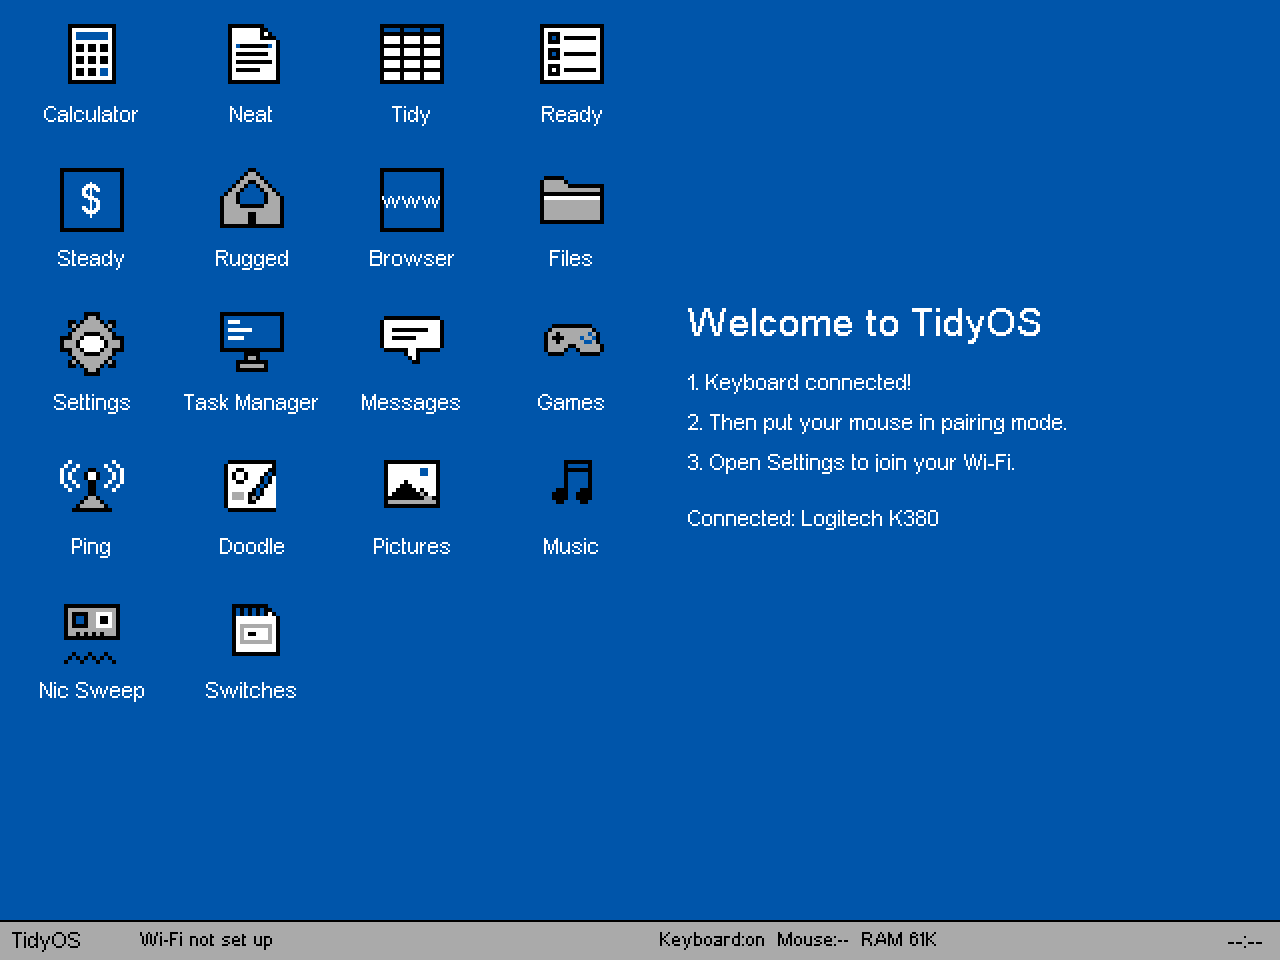 Calculator Neat Tidy Ready
$ www
Steady Rugged Browser Files
Welcome to TidyOS
1. Keyboard connected!
Settings Task Manager Messages Games
2. Then put your mouse in pairing mode.
3. Open Settings to join your Wi-Fi.
Connected: Logitech K380
Ping Doodle Pictures Music
Nic Sweep Switches
TidyOS Wi-Fi not set up Keyboard:on Mouse:-- RAM 61K --:--